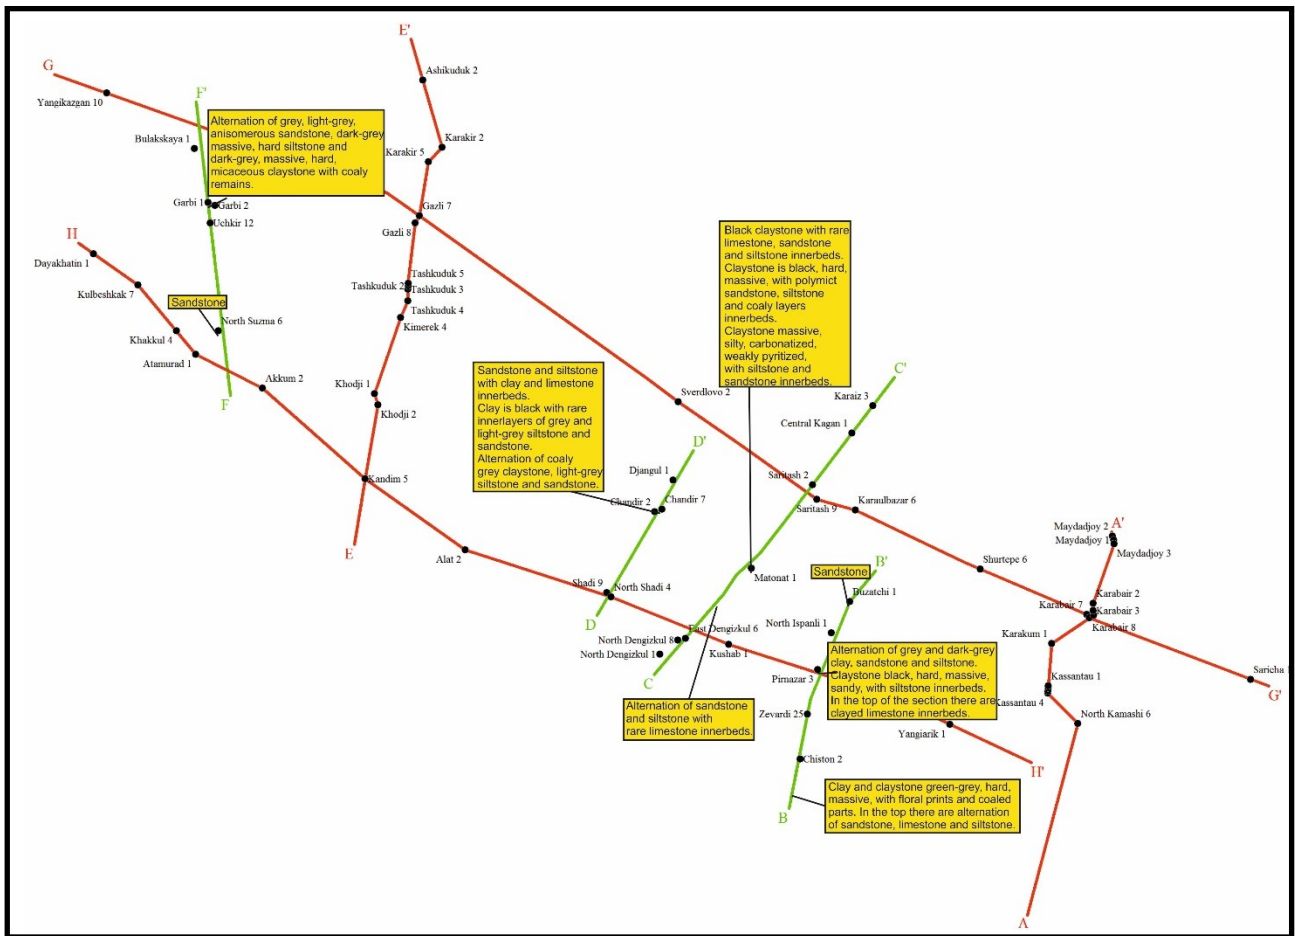 E'
G
Ashikuduk 2
Yangikazgan 10
F'
Alternation of grey, light-grey,
anisomerous sandstone, dark-grey
massive, hard siltstone and
dark-grey, massive, hard,
micaceous claystone with coaly
remains.
Bulakskaya 1
Karakir 2
Karakir 5
Garbi 1
Garbi 2
Gazli 7
Uchkir 12
Gazli 8
H
Dayakhatin 1
Kulbeshkak 7
Tashkuduk 5
Tashkuduk 2
Tashkuduk 3
Tashkuduk 4
Kimerek 4
Sandstone
North Suzma 6
Khakkul 4
Atamurad 1
Akkum 2
F
Khodji 1
Khodji 2
Black claystone with rare
limestone, sandstone
and siltstone innerbeds.
Claystone is black, hard,
massive, with polymict
sandstone, siltstone
and coaly layers
innerbeds.
Claystone massive,
silty, carbonatized,
weakly pyritized,
with siltstone and
sandstone innerbeds.
Sandstone and siltstone
with clay and limestone
innerbeds.
Clay is black with rare
innerlayers of grey and
light-grey siltstone and
sandstone.
Alternation of coaly
grey claystone, light-grey
siltstone and sandstone.
C'
Sverdlovo 2
Karaiz 3
Central Kagan 1
D'
Djangul 1
Kandim 5
Saritash 2
Chandir 2
Chandir 7
Saritash 9
Karaulbazar 6
E
Alat 2
Maydadjoy 2
A'
Maydadjoy 1
Maydadjoy 3
Shurtepe 6
B'
Sandstone
Matonat 1
Shadi 9
North Shadi 4
Buzatchi 1
D
Karabair 2
Karabair 7
Karabair 3
Karabair 8
North Ispanli 1
East Dengizkul 6
North Dengizkul 8
North Dengizkul 1
Kushab 1
Karakum 1
C
Pirnazar 3
Alternation of grey and dark-grey
clay, sandstone and siltstone.
Claystone black, hard, massive,
sandy, with siltstone innerbeds.
In the top of the section there are
clayed limestone innerbeds.
Saricha 1
G'
Kassantau 1
Kassantau 4
Alternation of sandstone
and siltstone with
rare limestone innerbeds.
Zevardi 25
North Kamashi 6
Yangiarik 1
Chiston 2
H'
B
Clay and claystone green-grey, hard,
massive, with floral prints and coaled
parts. In the top there are alternation
of sandstone, limestone and siltstone.
A